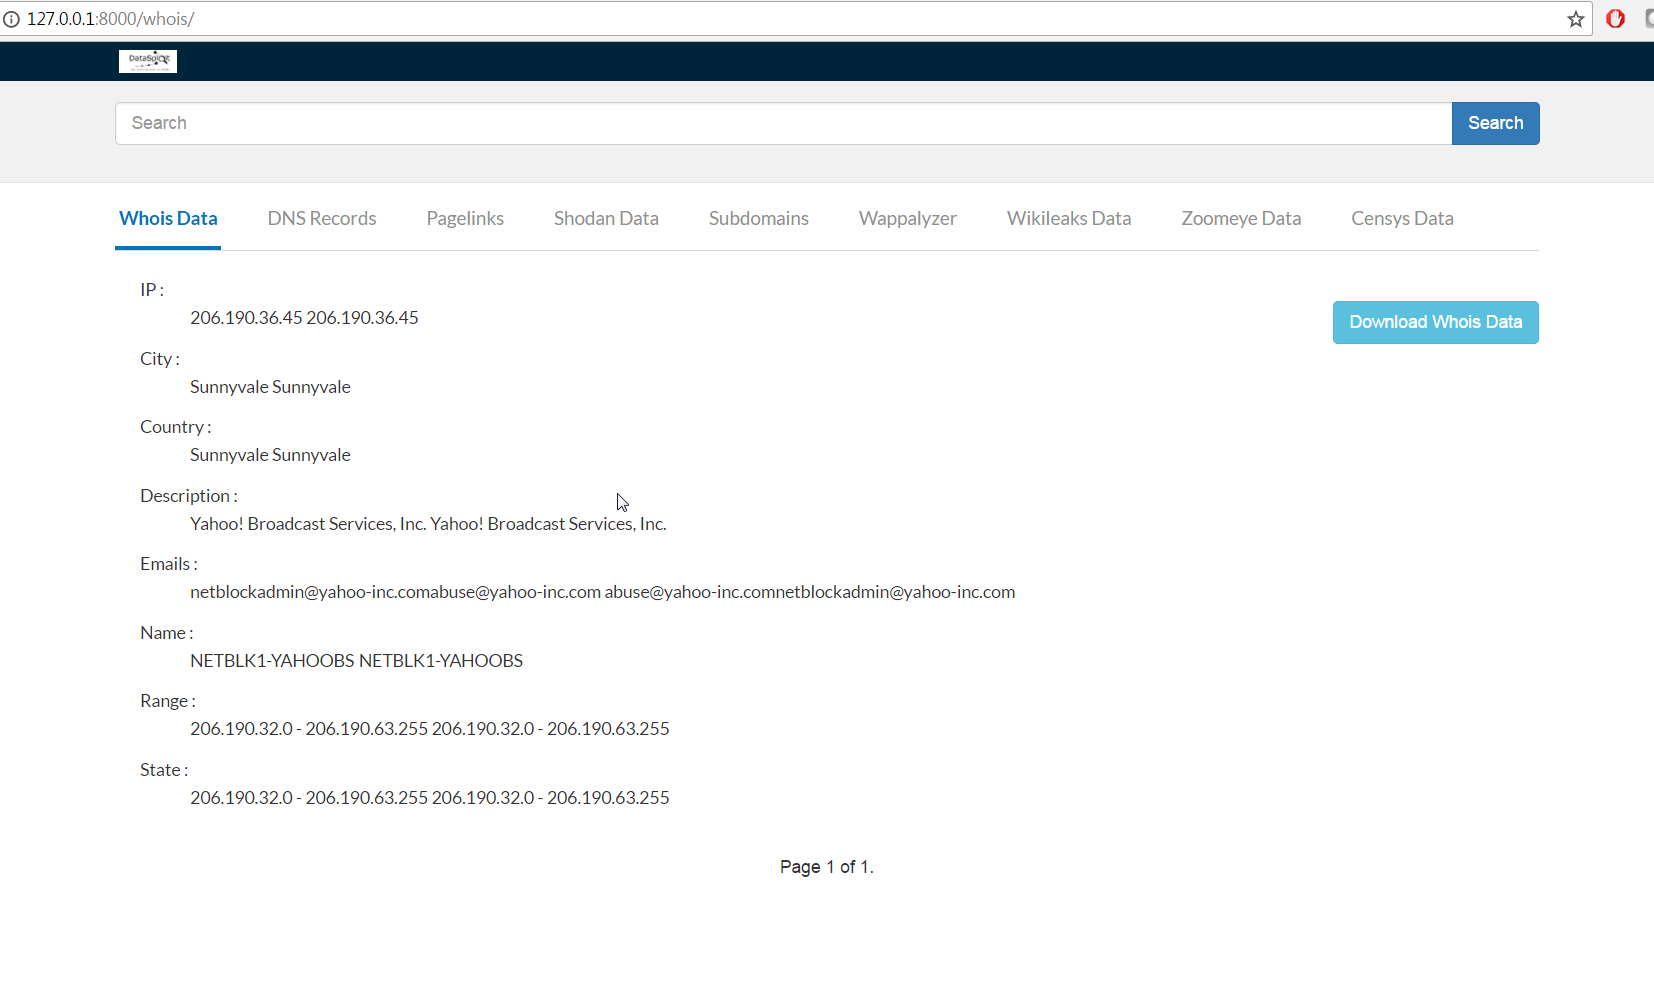 127.0.0.1:8000/whois/
DataSploit
Search
Search
Whois Data
DNS Records
Pagelinks
Shodan Data
Subdomains
Wappalyzer
Wikileaks Data
Zoomeye Data
Censys Data
IP :
206.190.36.45 206.190.36.45
Download Whois Data
City :
Sunnyvale Sunnyvale
Country :
Sunnyvale Sunnyvale
Description :
Yahoo! Broadcast Services, Inc. Yahoo! Broadcast Services, Inc.
Emails :
netblockadmin@yahoo-inc.comabuse@yahoo-inc.com abuse@yahoo-inc.comnetblockadmin@yahoo-inc.com
Name :
NETBLK1-YAHOOBS NETBLK1-YAHOOBS
Range :
206.190.32.0 - 206.190.63.255 206.190.32.0 - 206.190.63.255
State :
206.190.32.0 - 206.190.63.255 206.190.32.0 - 206.190.63.255
Page 1 of 1.